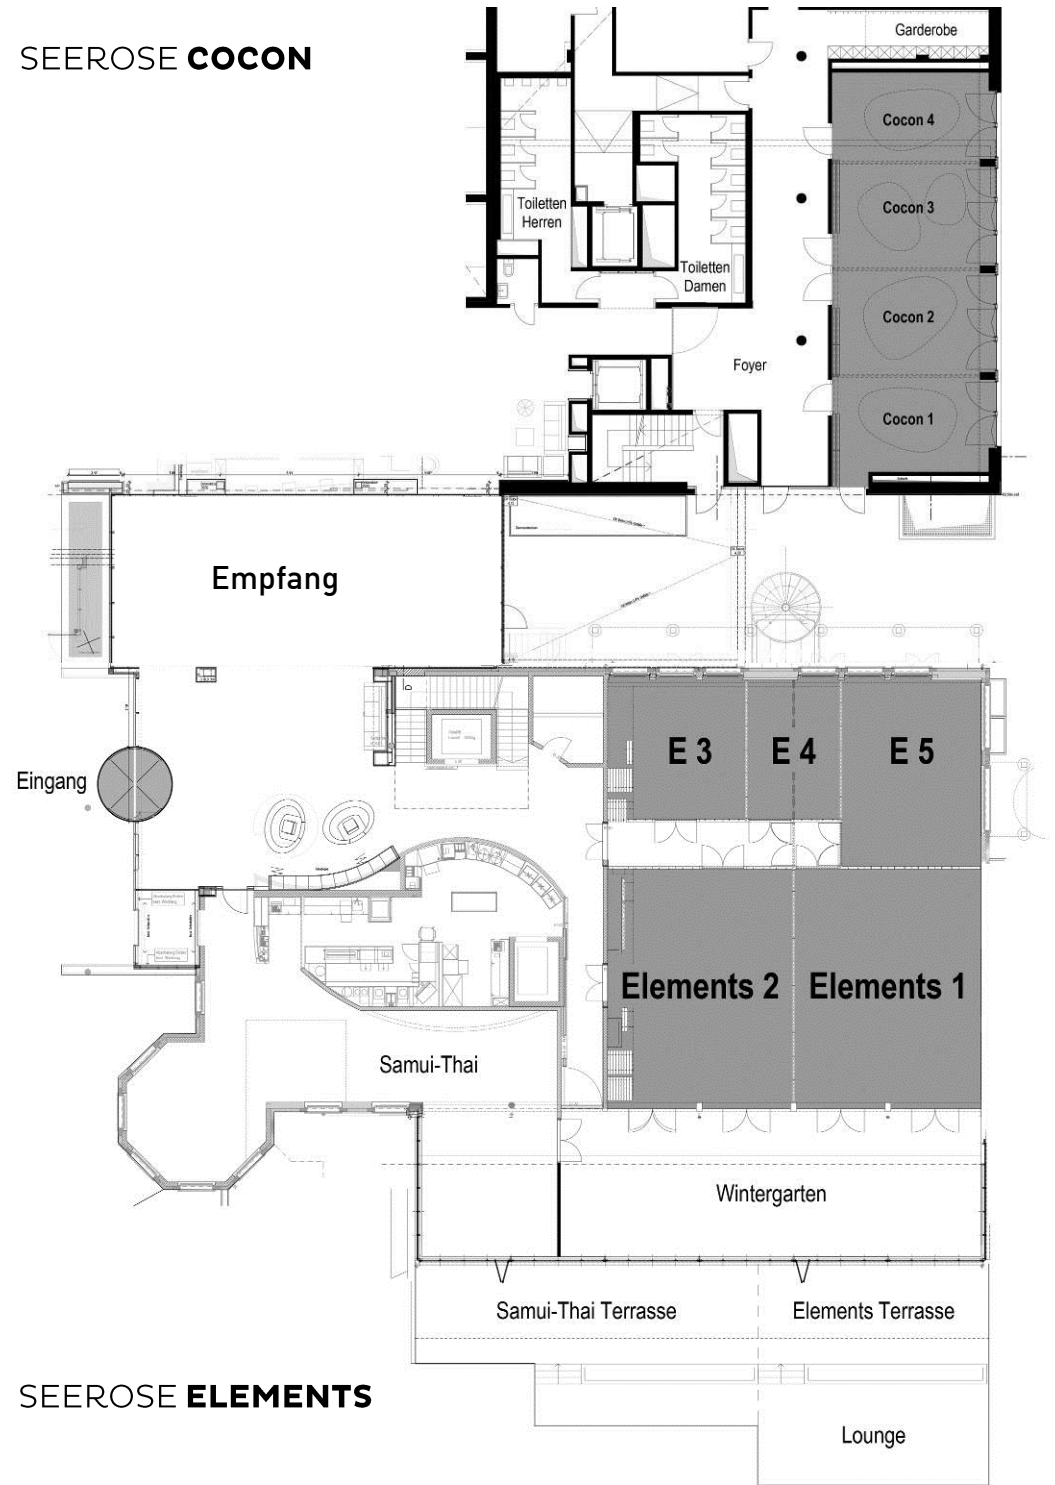 SEEROSE COCON
Garderobe
Cocon 4
Cocon 3
Toiletten
Herren
Toiletten
Damen
Cocon 2
Foyer
Cocon 1
Empfang
E 3
E 4
E 5
Eingang
Elements 2
Elements 1
Samui-Thai
Wintergarten
Samui-Thai Terrasse
Elements Terrasse
SEEROSE ELEMENTS
Lounge